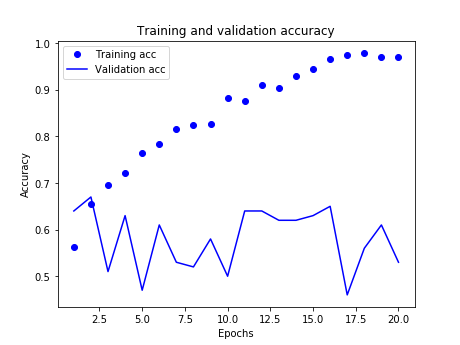 Training and validation accuracy
Training acc
Validation acc
1.0
0.9
0.8
0.7
0.6
0.5
Accuracy
2.5 5.0 7.5 10.0 12.5 15.0 17.5 20.0
Epochs